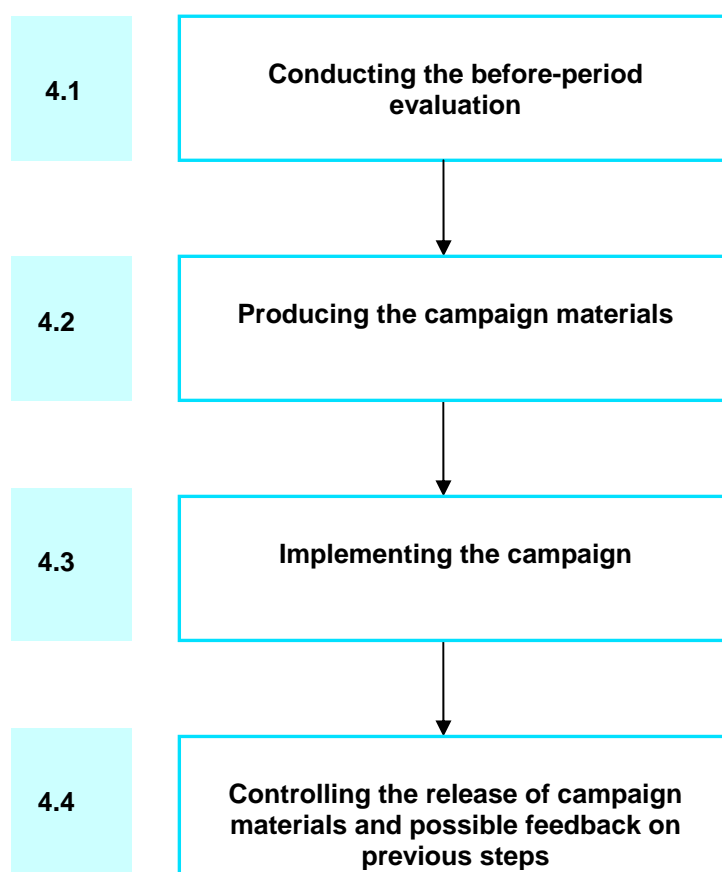 4.1
Conducting the before-period
evaluation
4.2
Producing the campaign materials
4.3
Implementing the campaign
4.4
Controlling the release of campaign
materials and possible feedback on
previous steps